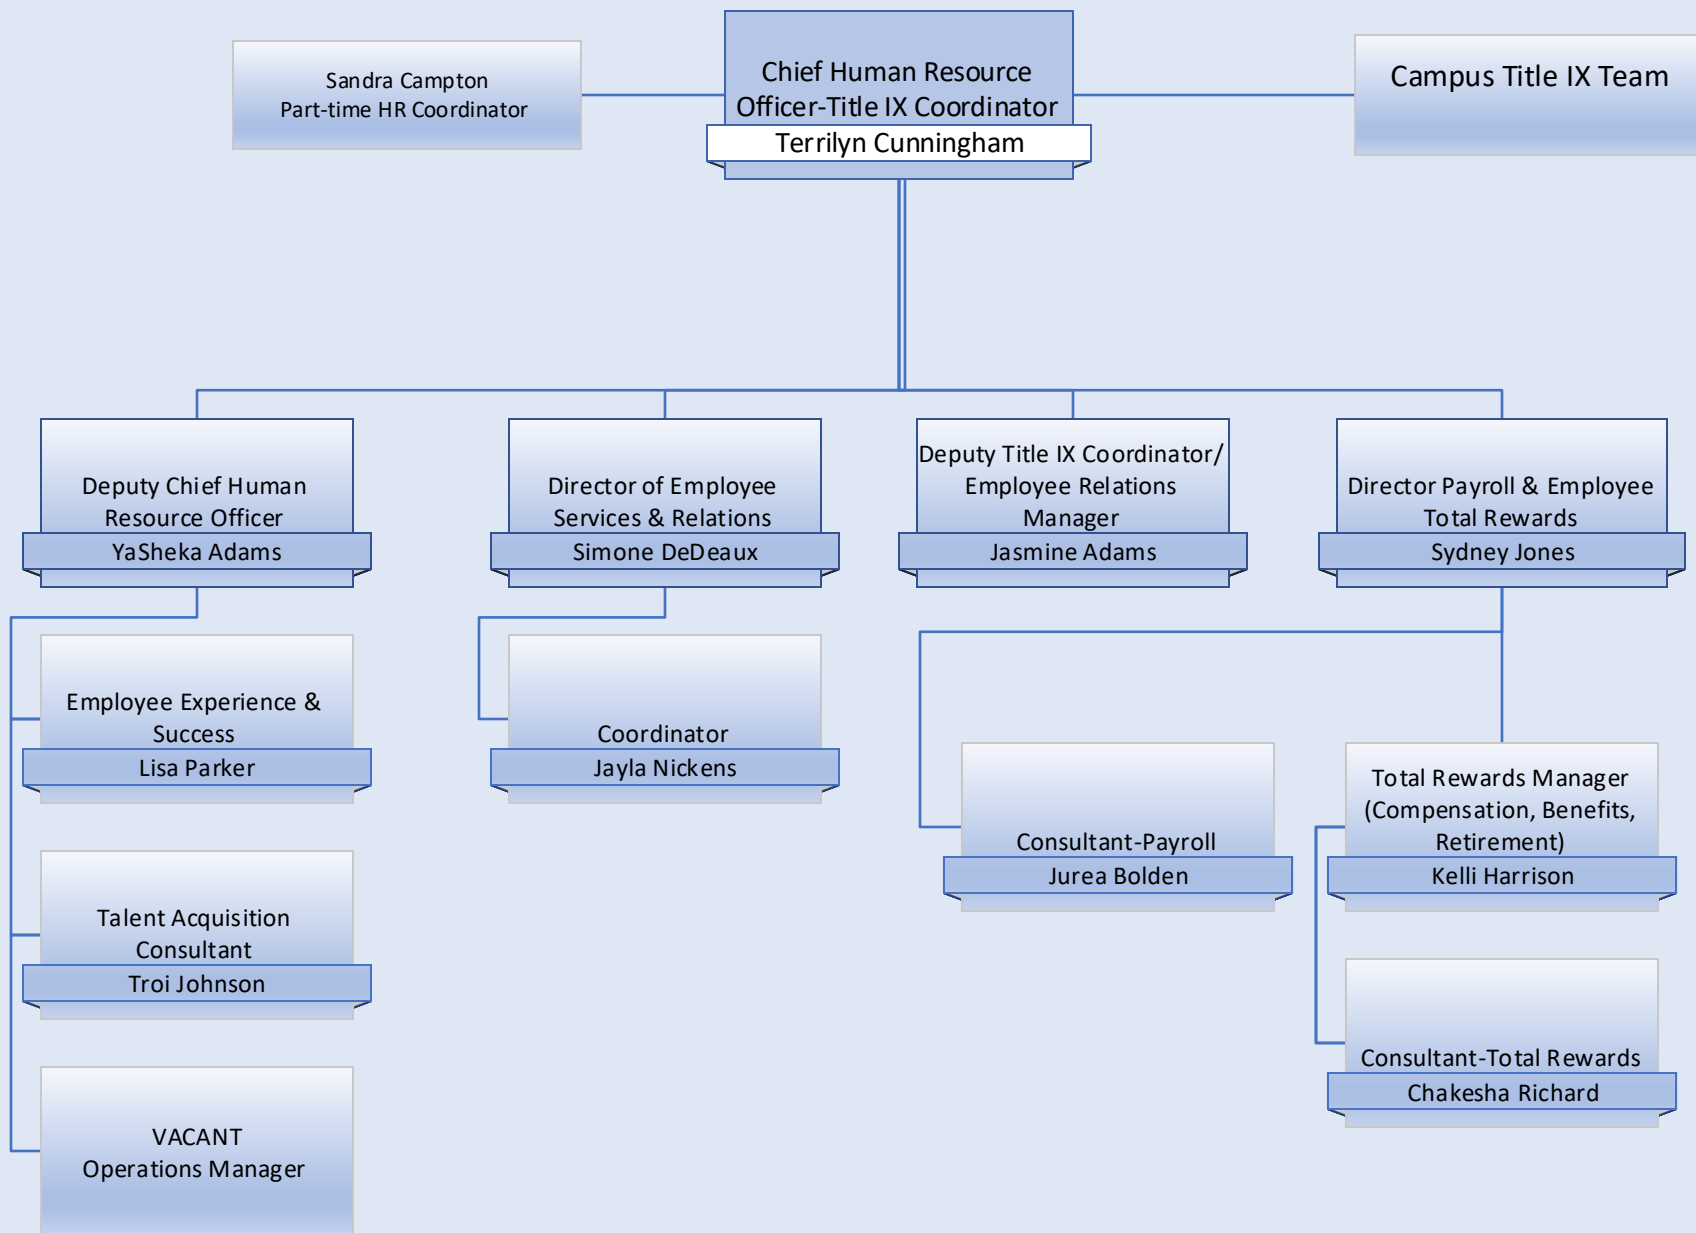 Sandra Campton
Part-time HR Coordinator
Chief Human Resource
Officer-Title IX Coordinator
Terrilyn Cunningham
Campus Title IX Team
Deputy Chief Human
Resource Officer
YaSheka Adams
Director of Employee
Services & Relations
Simone DeDeaux
Deputy Title IX Coordinator/
Employee Relations
Manager
Jasmine Adams
Director Payroll & Employee
Total Rewards
Sydney Jones
Employee Experience &
Success
Lisa Parker
Coordinator
Jayla Nickens
Consultant-Payroll
Jurea Bolden
Total Rewards Manager
(Compensation, Benefits,
Retirement)
Kelli Harrison
Talent Acquisition
Consultant
Troi Johnson
Consultant-Total Rewards
Chakesha Richard
VACANT
Operations Manager